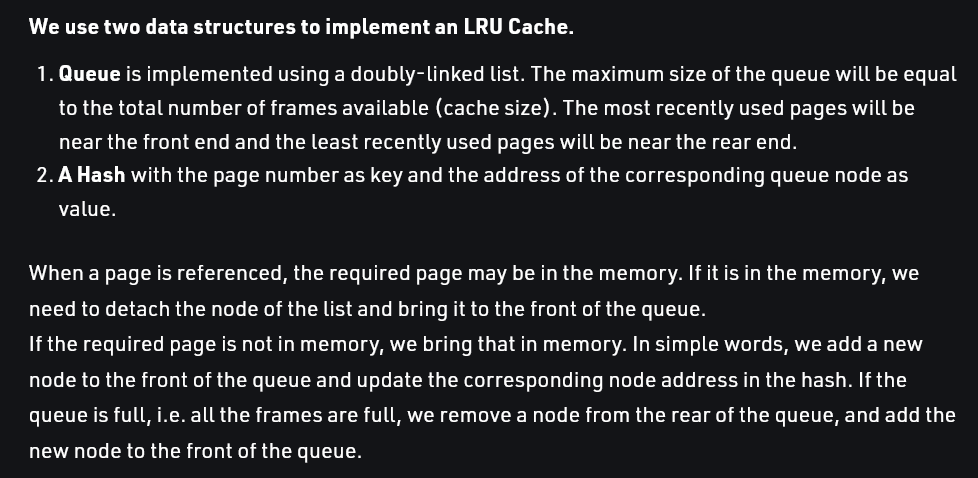 We use two data structures to implement an LRU Cache.
1. Queue is implemented using a doubly-linked list. The maximum size of the queue will be equal
to the total number of frames available (cache size). The most recently used pages will be
near the front end and the least recently used pages will be near the rear end.
2. A Hash with the page number as key and the address of the corresponding queue node as
value.
When a page is referenced, the required page may be in the memory. If it is in the memory, we
need to detach the node of the list and bring it to the front of the queue.
If the required page is not in memory, we bring that in memory. In simple words, we add a new
node to the front of the queue and update the corresponding node address in the hash. If the
queue is full, i.e. all the frames are full, we remove a node from the rear of the queue, and add the
new node to the front of the queue.